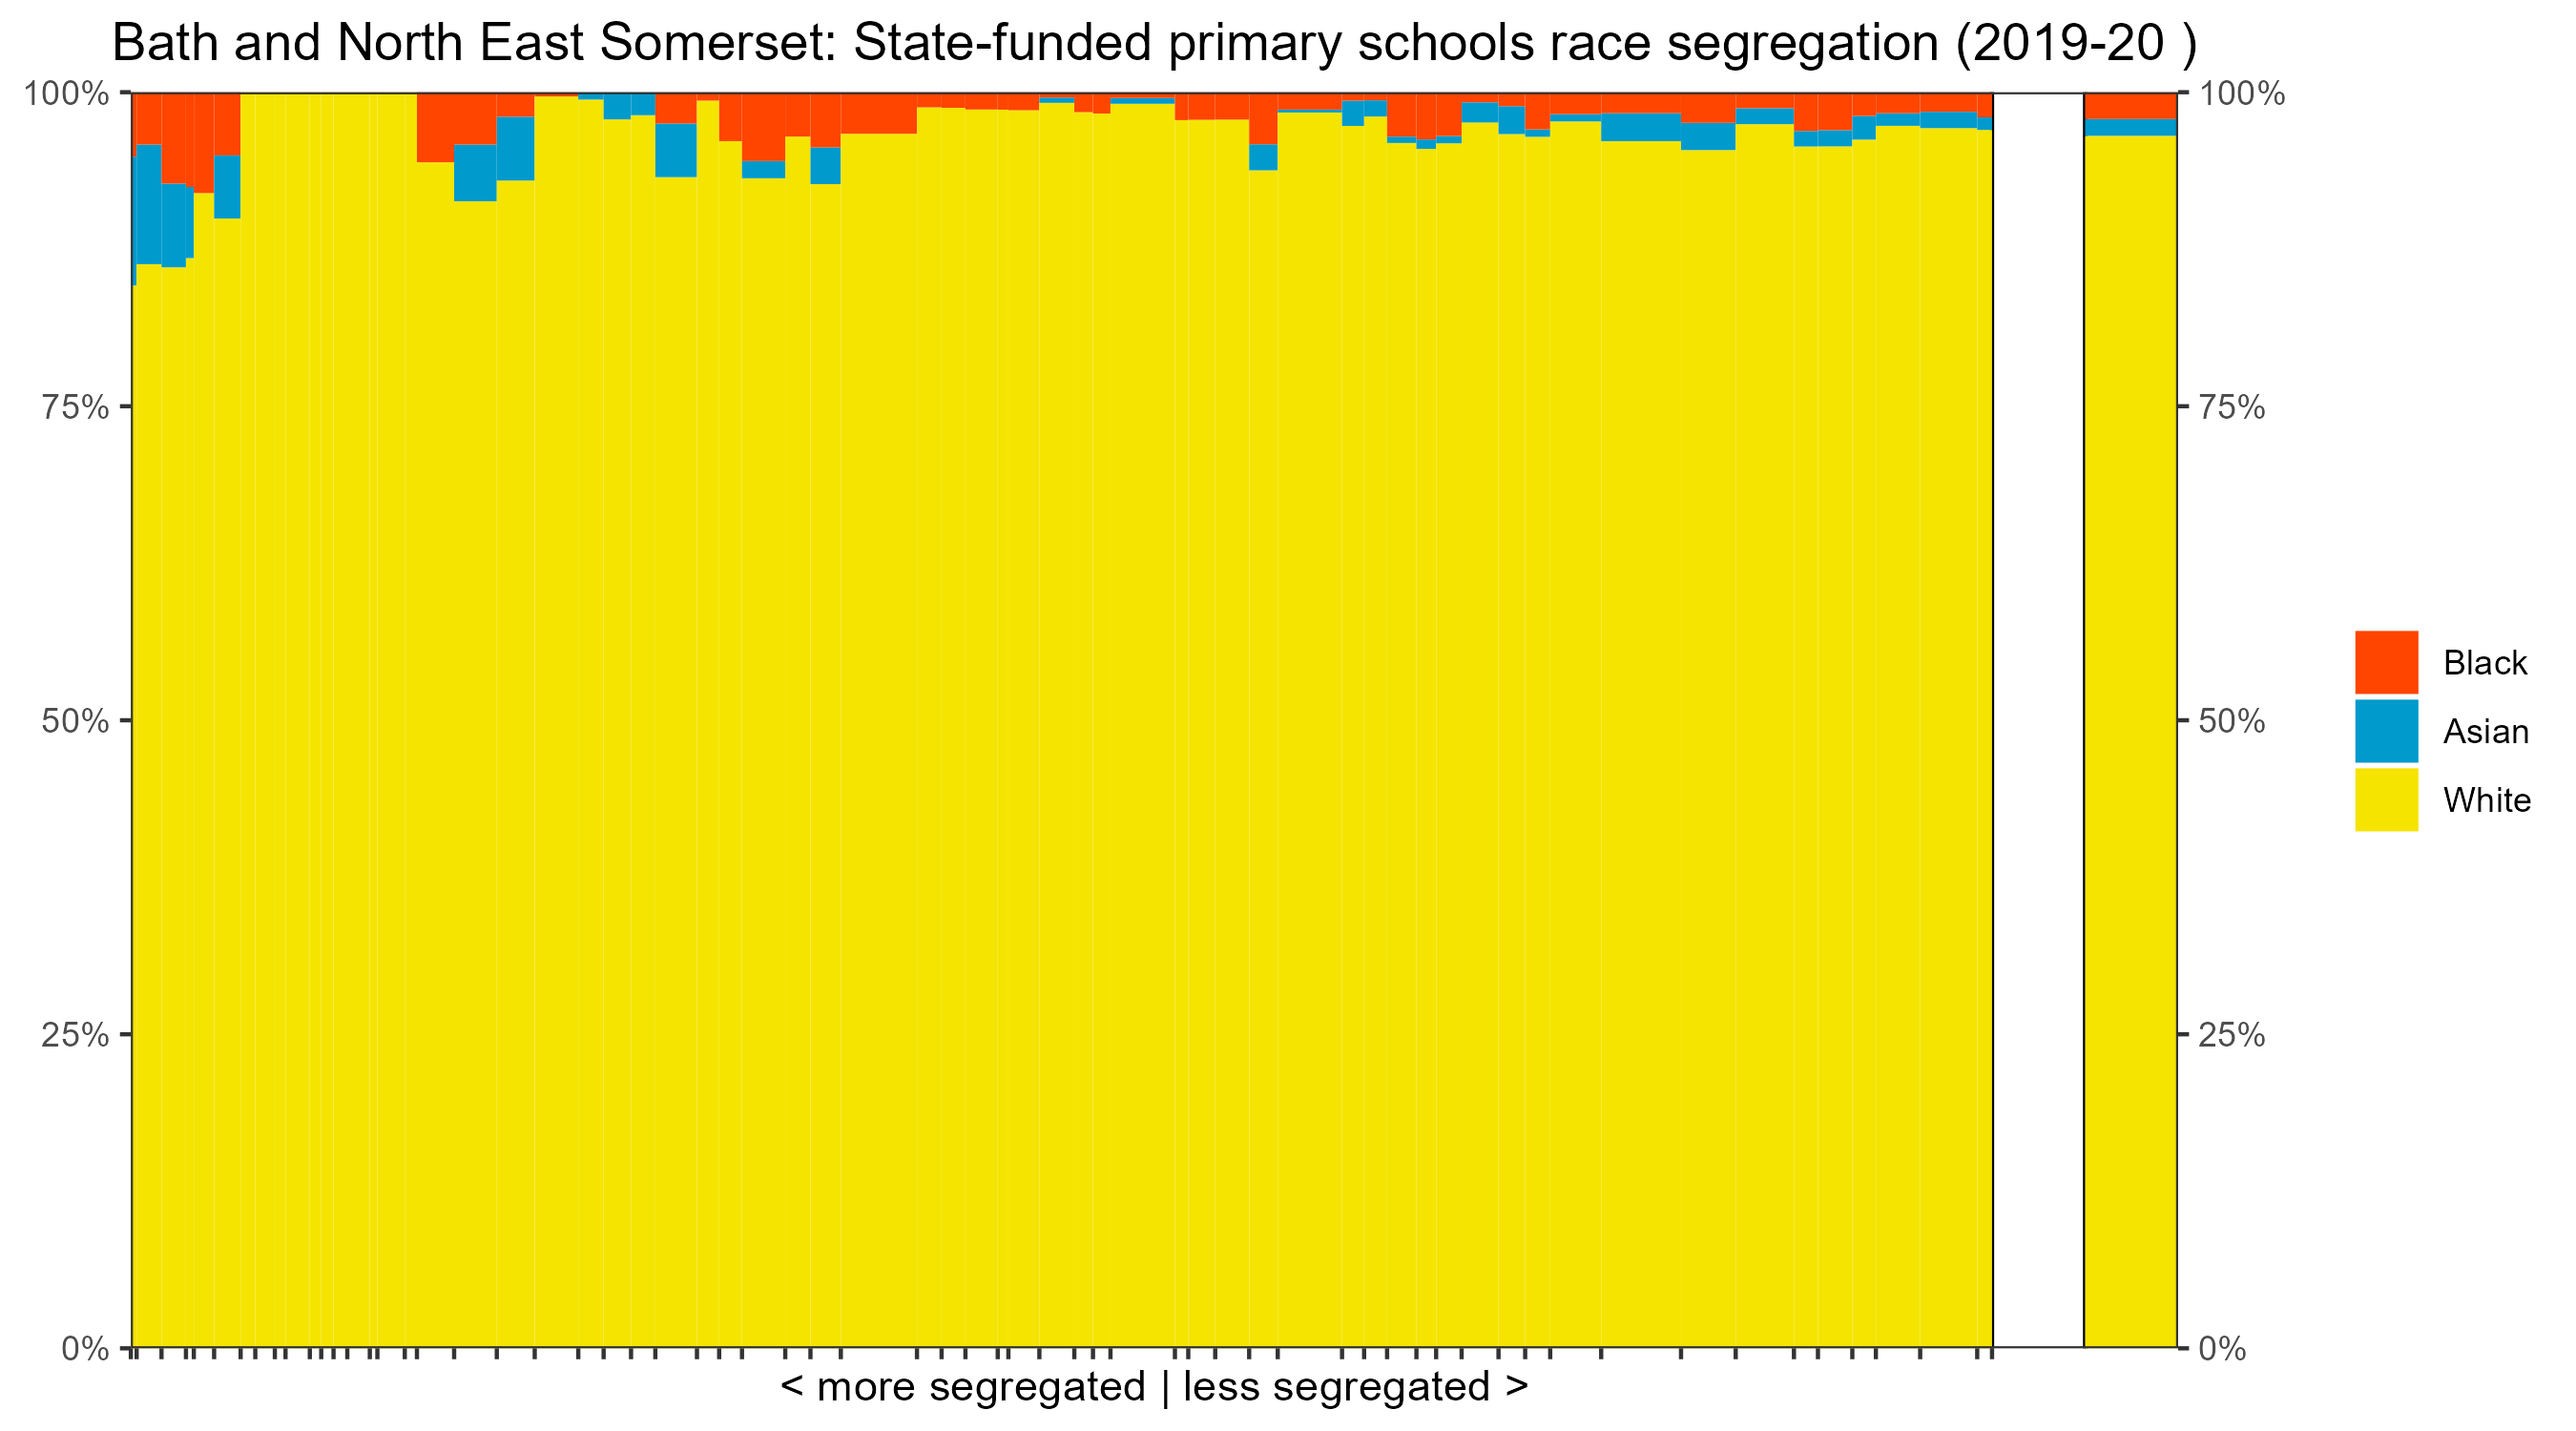 Bath and North East Somerset: State-funded primary schools race segregation (2019-20 )
100%
75%
50%
25%
0%
100%
75%
50%
25%
0%
Black
Asian
White
< more segregated | less segregated >